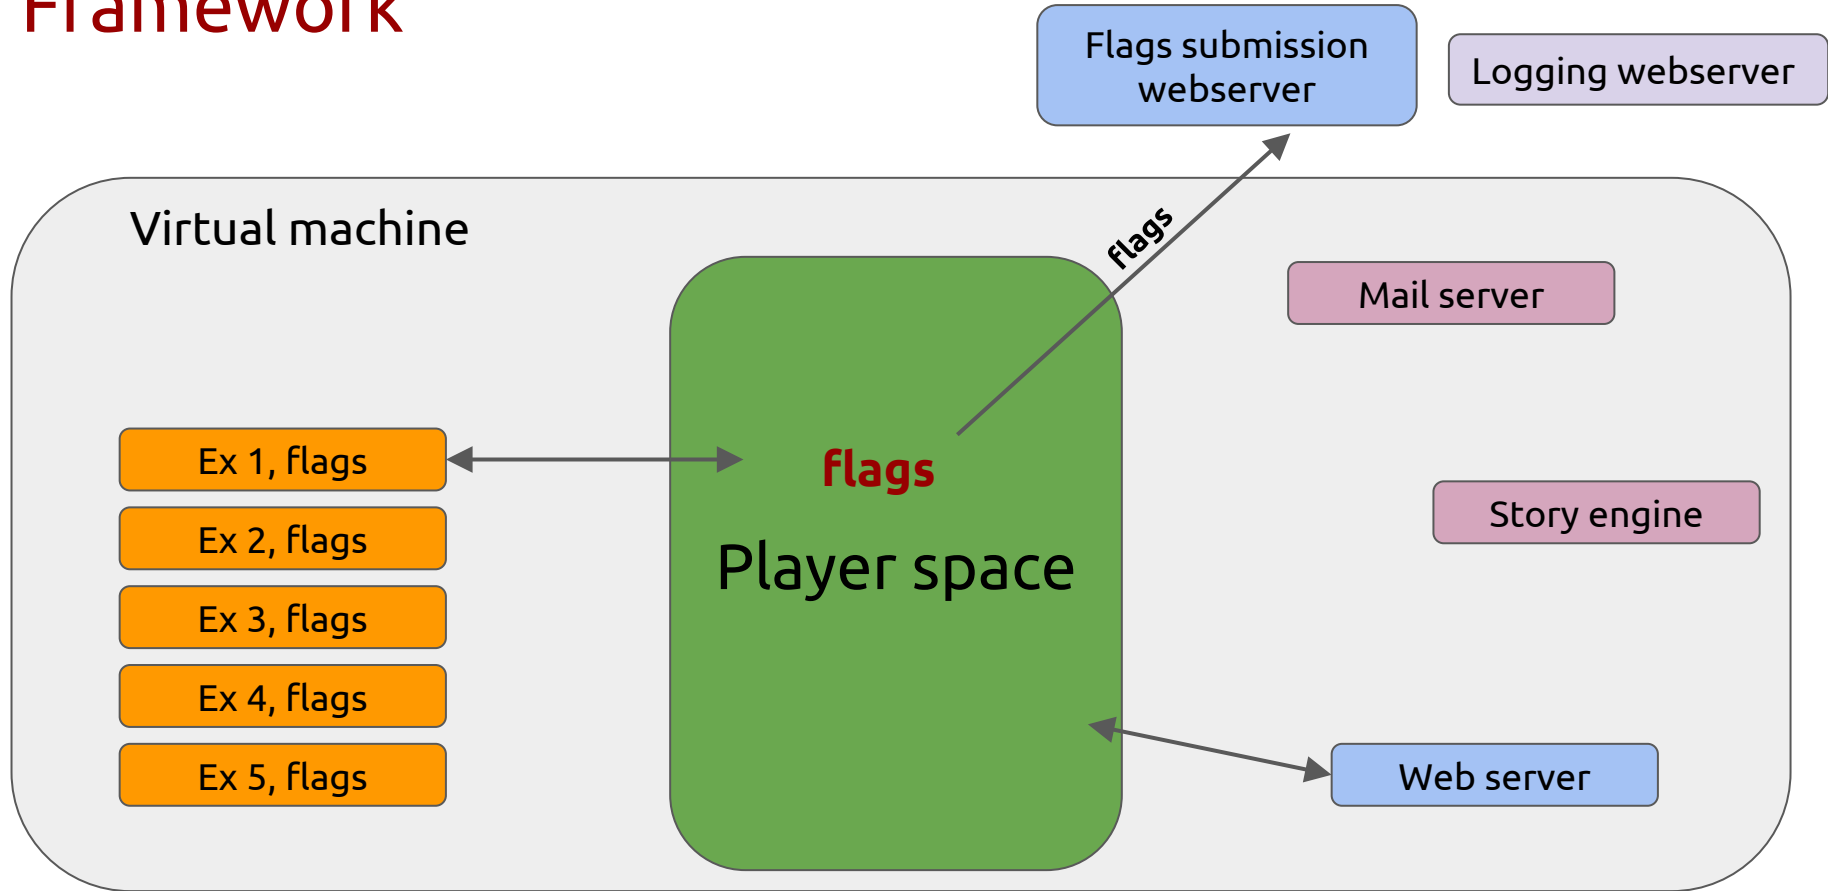 Framework
Flags submission
webserver
Logging webserver
Virtual machine
flags
Mail server
Ex 1, flags
flags
Ex 2, flags
Story engine
Player space
Ex 3, flags
Ex 4, flags
Ex 5, flags
Web server